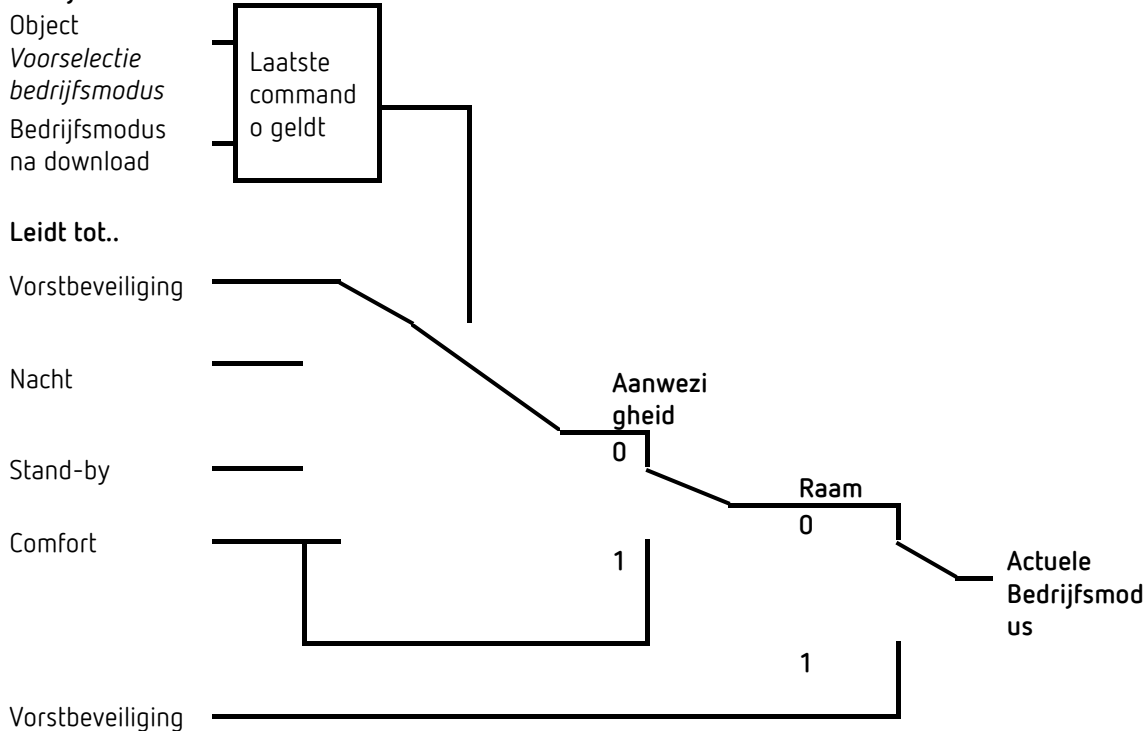 Object
Voorselectie
bedrijfsmodus
Bedrijfsmodus
na download
Laatste
command
o geldt
Leidt tot..
Vorstbeveiliging
Nacht
Stand-by
Comfort
Vorstbeveiliging
Aanwezi
gheid
0
1
Raam
0
1
Actuele
Bedrijfsmod
us